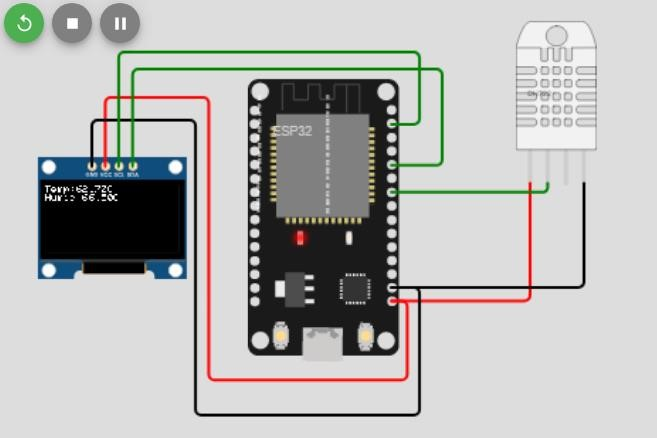 ESP32
GND VCC SCL SDA
Temp:62.72C
Humi: 66.50C